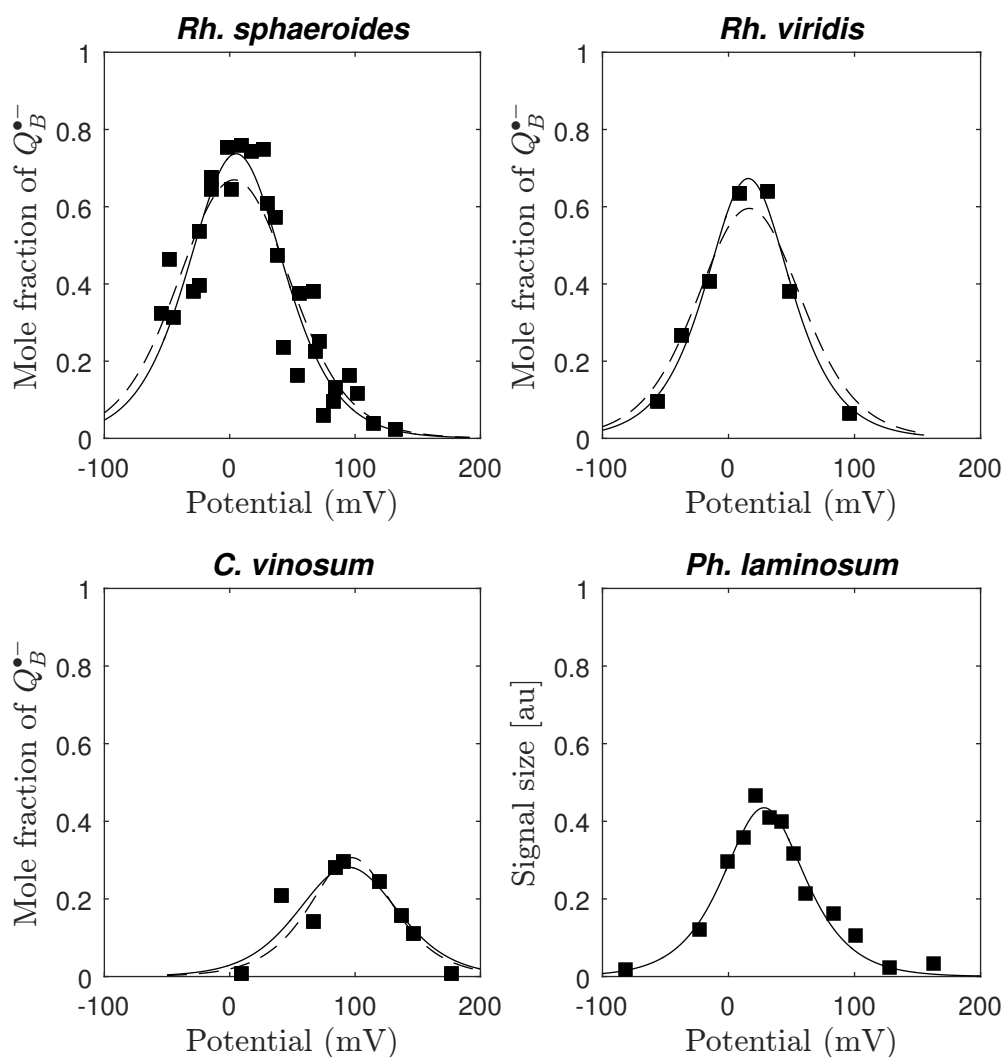 Rh. sphaeroides
Mole fraction of Q_B^{•−}
1
0.8
0.6
0.4
0.2
0
-100 0 100 200
Potential (mV)
Rh. viridis
Mole fraction of Q_B^{•−}
1
0.8
0.6
0.4
0.2
0
-100 0 100 200
Potential (mV)
C. vinosum
Mole fraction of Q_B^{•−}
1
0.8
0.6
0.4
0.2
0
-100 0 100 200
Potential (mV)
Ph. laminosum
Signal size [au]
1
0.8
0.6
0.4
0.2
0
-100 0 100 200
Potential (mV)